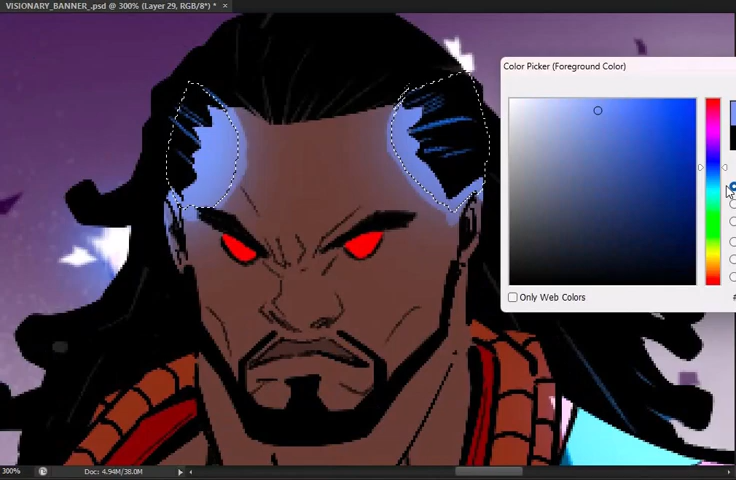 VISIONARY_BANNER_.psd @ 300% (Layer 29, RGB/8*) * ×
Color Picker (Foreground Color)
Only Web Colors
#
300%
Doc: 4.94M/38.0M